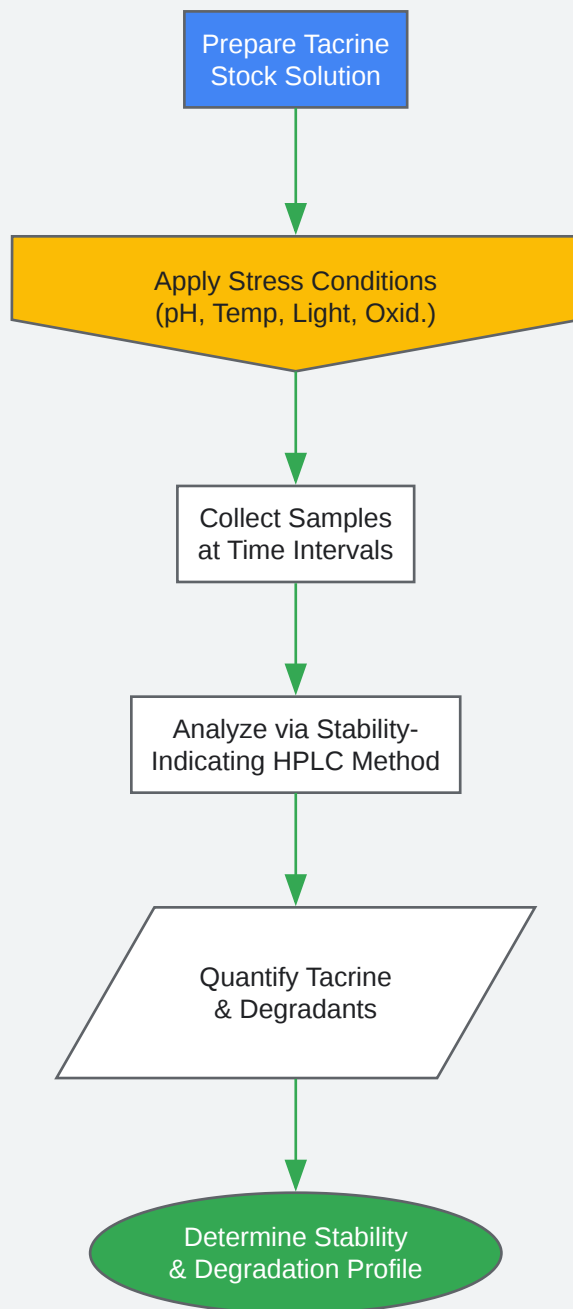 Prepare Tacrine
Stock Solution
Apply Stress Conditions
(pH, Temp, Light, Oxid.)
Collect Samples
at Time Intervals
Analyze via Stability-
Indicating HPLC Method
Quantify Tacrine
& Degradants
Determine Stability
& Degradation Profile